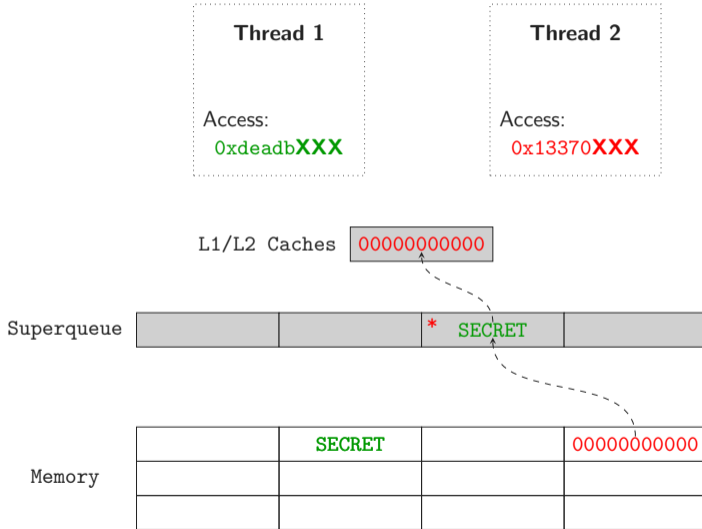 Thread 1
Thread 2
Access:
0xdeadbXXX
Access:
0x13370XXX
L1/L2 Caches
00000000000
Superqueue
* SECRET
SECRET
00000000000
Memory